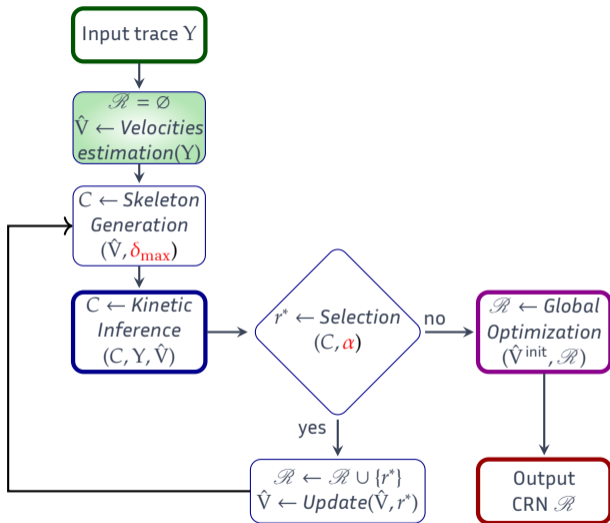 Input trace Y
ℛ = ∅
V̂ ← Velocities
estimation(Y)
C ← Skeleton
Generation
(V̂, δmax)
C ← Kinetic
Inference
(C, Y, V̂)
r* ← Selection
(C, α)
no
ℛ ← Global
Optimization
(V̂init, ℛ)
yes
ℛ ← ℛ ∪ {r*}
V̂ ← Update(V̂, r*)
Output
CRN ℛ